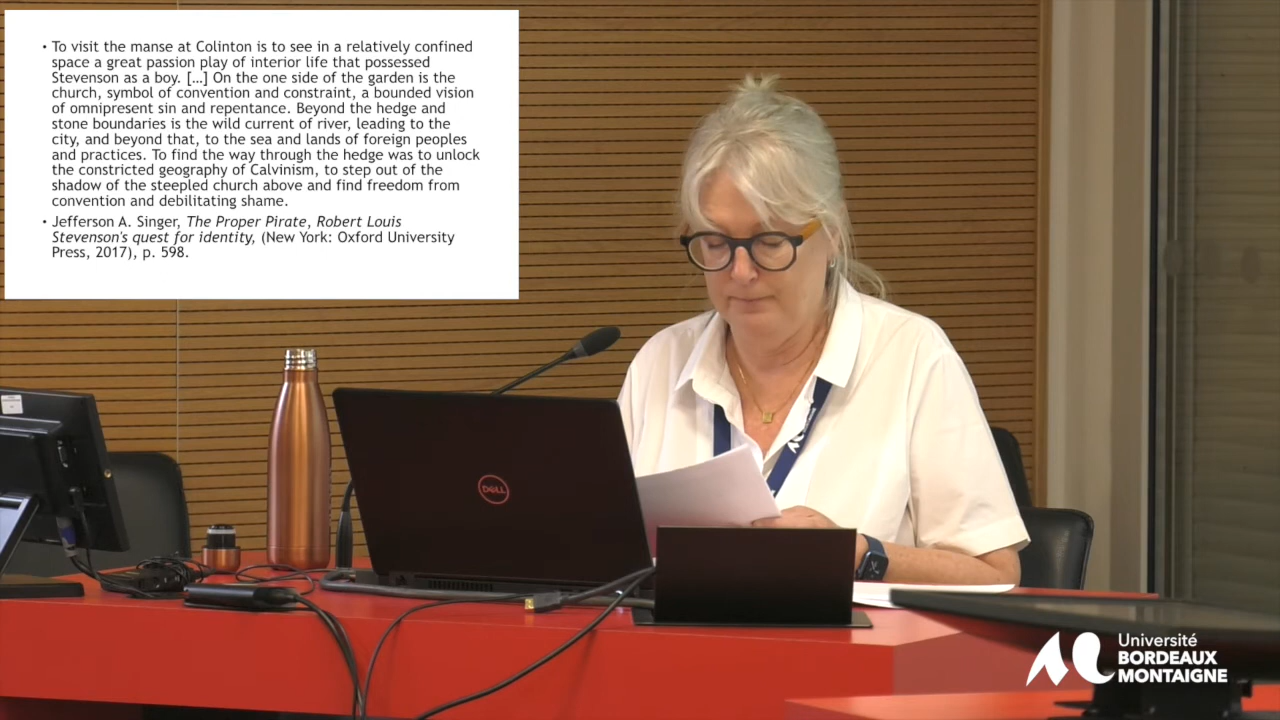 • To visit the manse at Colinton is to see in a relatively confined
space a great passion play of interior life that possessed
Stevenson as a boy. […] On the one side of the garden is the
church, symbol of convention and constraint, a bounded vision
of omnipresent sin and repentance. Beyond the hedge and
stone boundaries is the wild current of river, leading to the
city, and beyond that, to the sea and lands of foreign peoples
and practices. To find the way through the hedge was to unlock
the constricted geography of Calvinism, to step out of the
shadow of the steepled church above and find freedom from
convention and debilitating shame.
• Jefferson A. Singer, The Proper Pirate, Robert Louis
Stevenson's quest for identity, (New York: Oxford University
Press, 2017), p. 598.
DELL
Université
BORDEAUX
MONTAIGNE